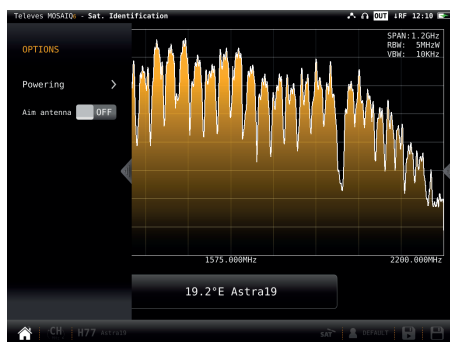 Televes MOSAIQ6 - Sat. Identification
OUT ↓RF 12:10
SPAN:1.2GHz
RBW: 5MHzW
VBW: 10KHz
OPTIONS
Powering
Aim antenna OFF
1575.000MHz
2200.000MHz
19.2°E Astra19
CH H77 Astra19
SAT DEFAULT